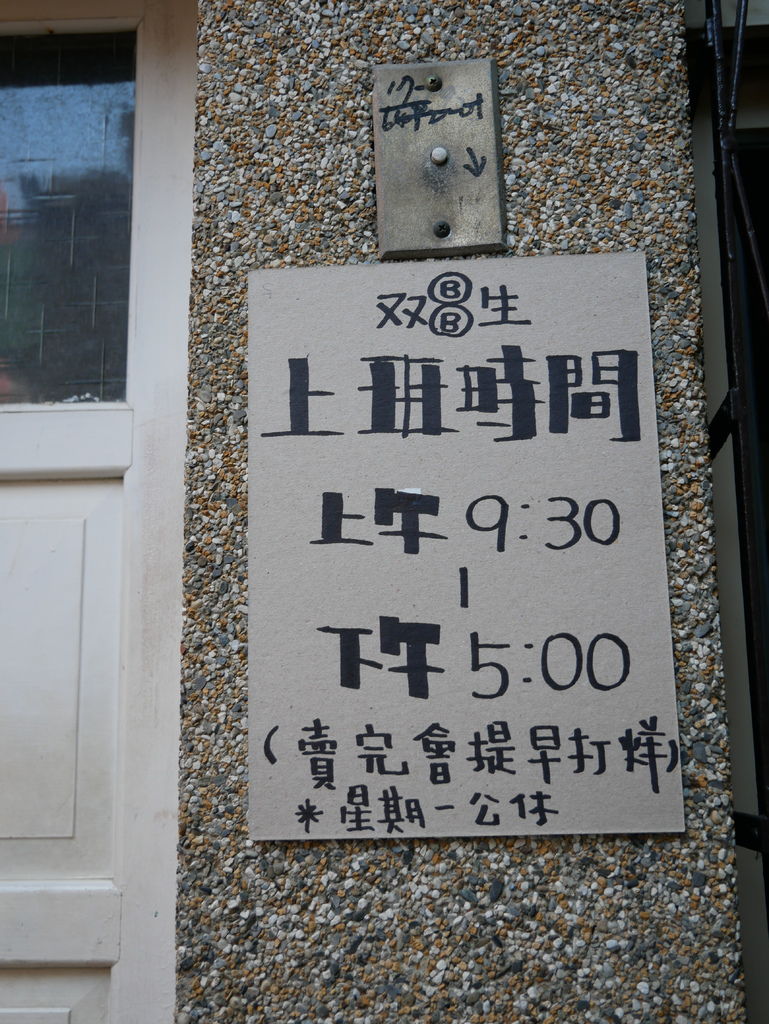 双ⒷⒷ生
上班時間
上午 9:30
|
下午 5:00
(賣完會提早打烊)
*星期一公休